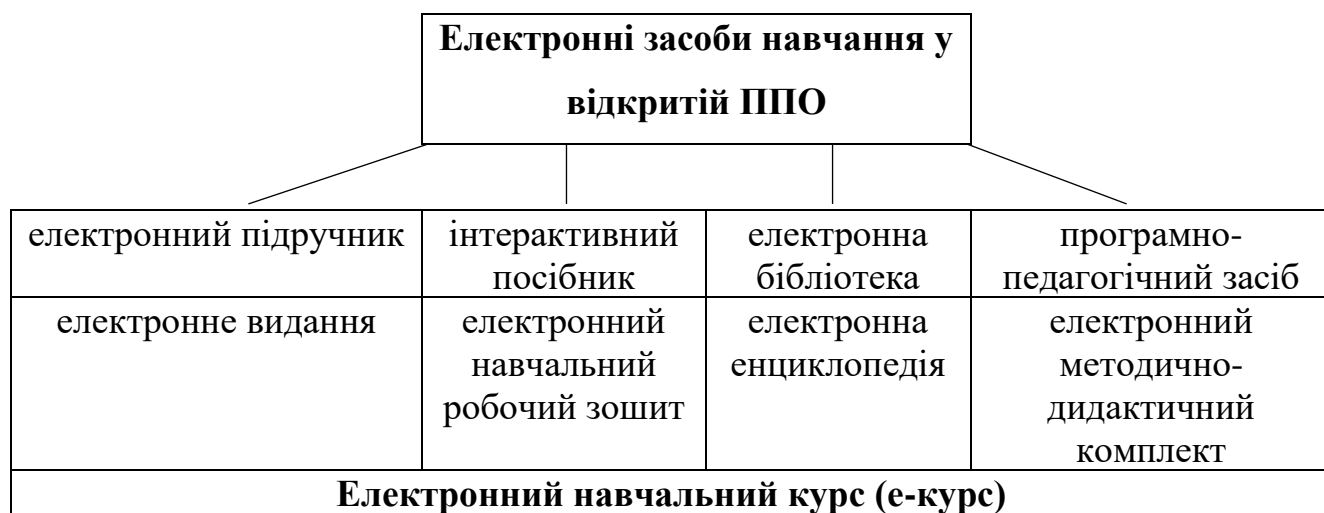 Електронні засоби навчання у
відкритій ППО
електронний підручник
інтерактивний
посібник
електронна
бібліотека
програмно-
педагогічний засіб
електронне видання
електронний
навчальний
робочий зошит
електронна
енциклопедія
електронний
методично-
дидактичний
комплект
Електронний навчальний курс (е-курс)